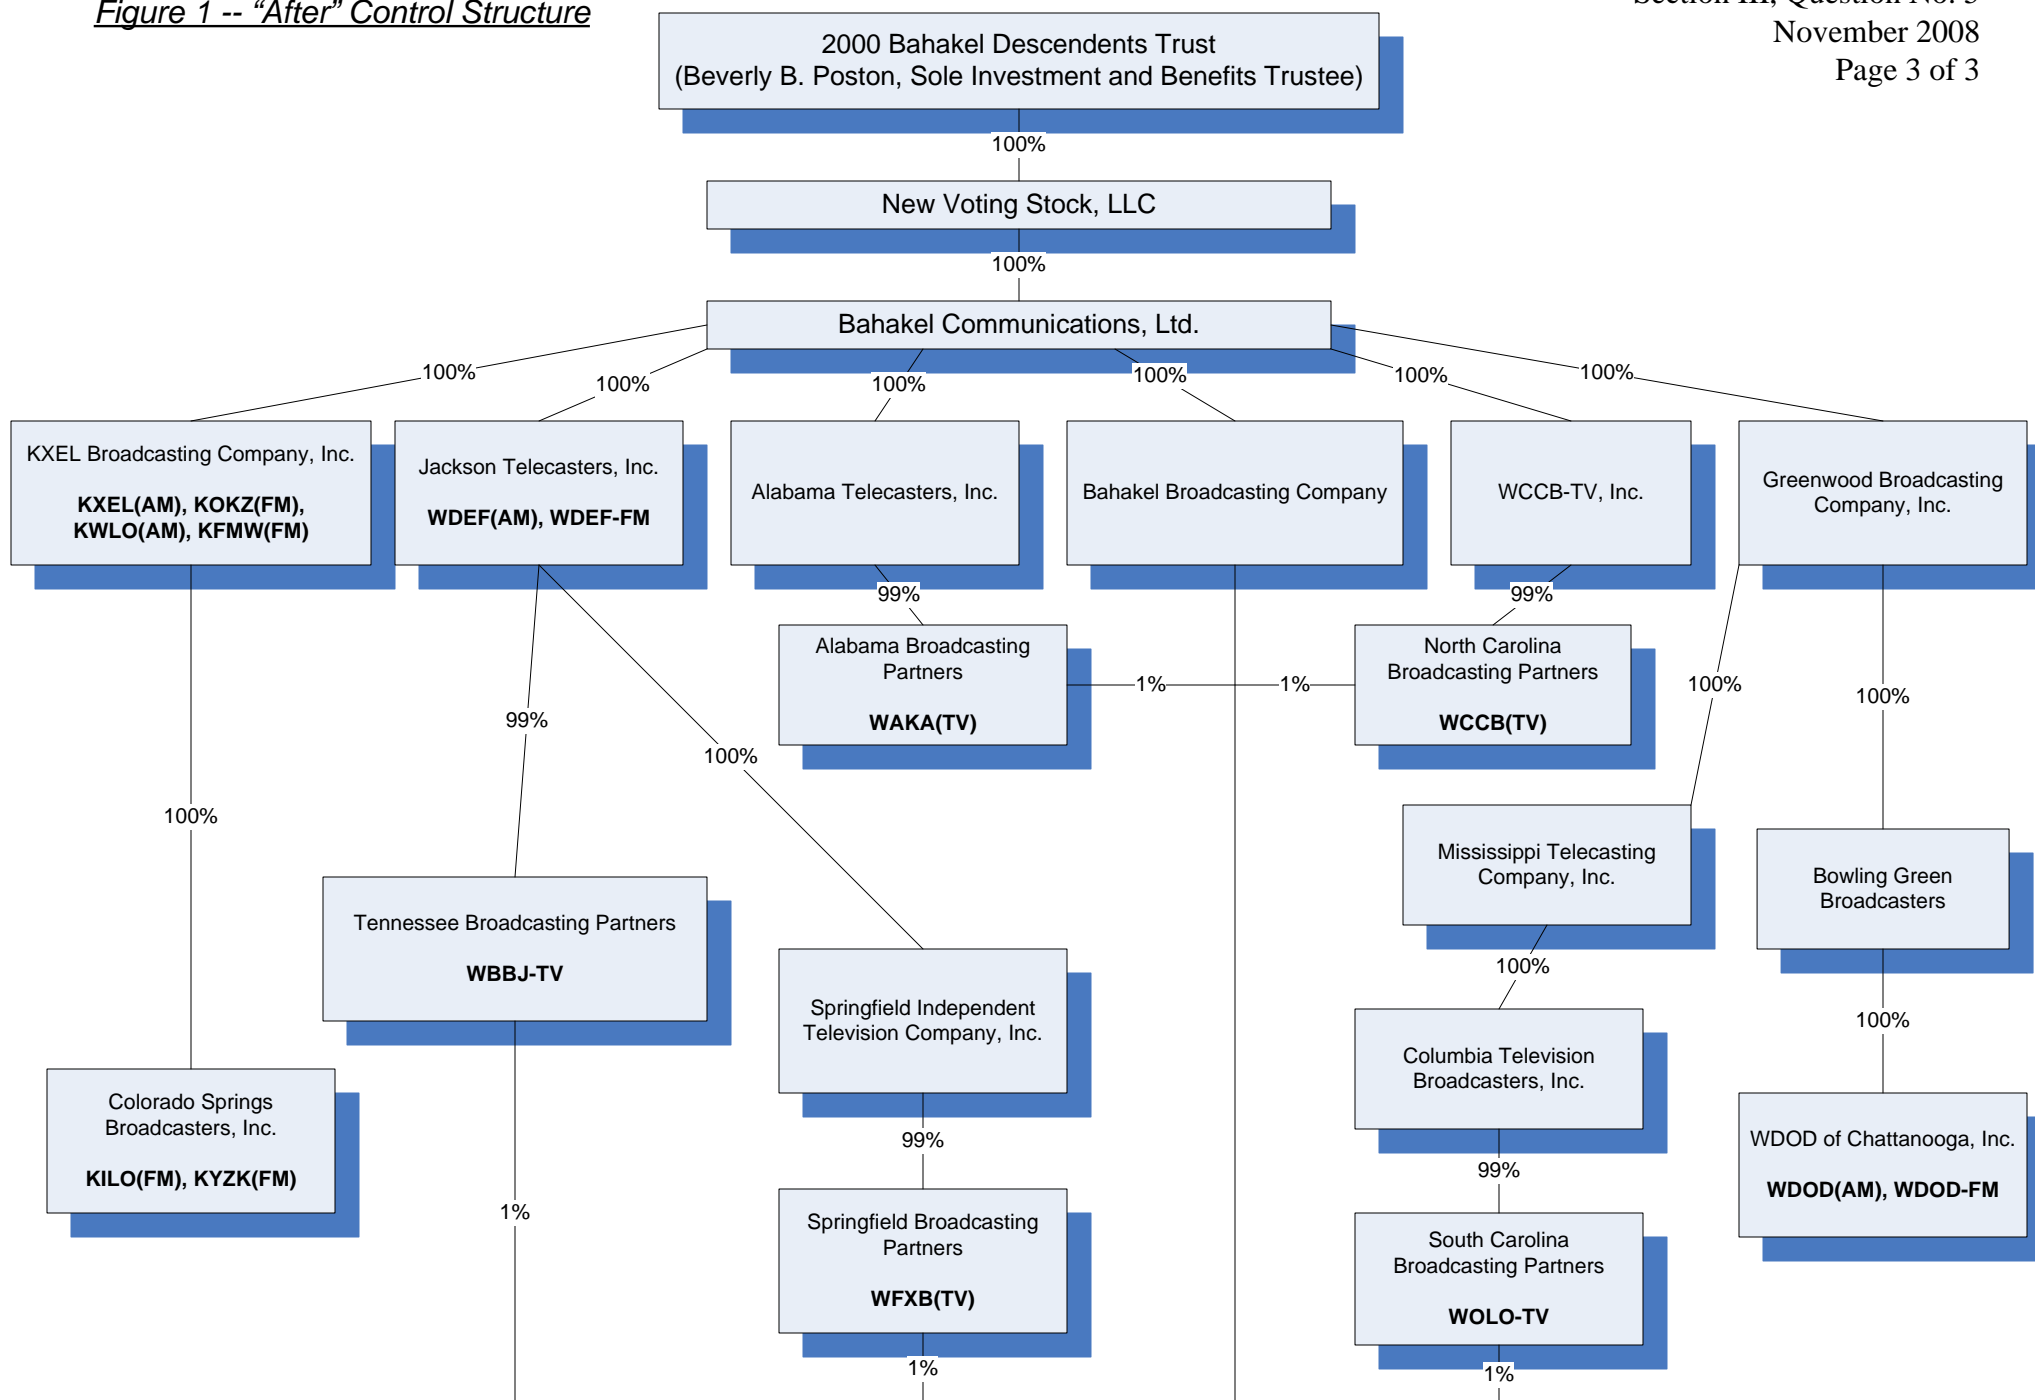 Figure 1 -- “After” Control Structure
November 2008
Page 3 of 3
2000 Bahakel Descendents Trust
(Beverly B. Poston, Sole Investment and Benefits Trustee)
100%
New Voting Stock, LLC
100%
Bahakel Communications, Ltd.
100%
100%
100%
100%
100%
100%
KXEL Broadcasting Company, Inc.
KXEL(AM), KOKZ(FM),
KWLO(AM), KFMW(FM)
Jackson Telecasters, Inc.
WDEF(AM), WDEF-FM
Alabama Telecasters, Inc.
Bahakel Broadcasting Company
WCCB-TV, Inc.
Greenwood Broadcasting
Company, Inc.
99%
99%
Alabama Broadcasting
Partners
WAKA(TV)
1%
1%
North Carolina
Broadcasting Partners
WCCB(TV)
100%
100%
99%
100%
100%
Mississippi Telecasting
Company, Inc.
Bowling Green
Broadcasters
Tennessee Broadcasting Partners
WBBJ-TV
100%
Springfield Independent
Television Company, Inc.
100%
Columbia Television
Broadcasters, Inc.
Colorado Springs
Broadcasters, Inc.
KILO(FM), KYZK(FM)
99%
99%
WDOD of Chattanooga, Inc.
WDOD(AM), WDOD-FM
1%
Springfield Broadcasting
Partners
WFXB(TV)
South Carolina
Broadcasting Partners
WOLO-TV
1%
1%